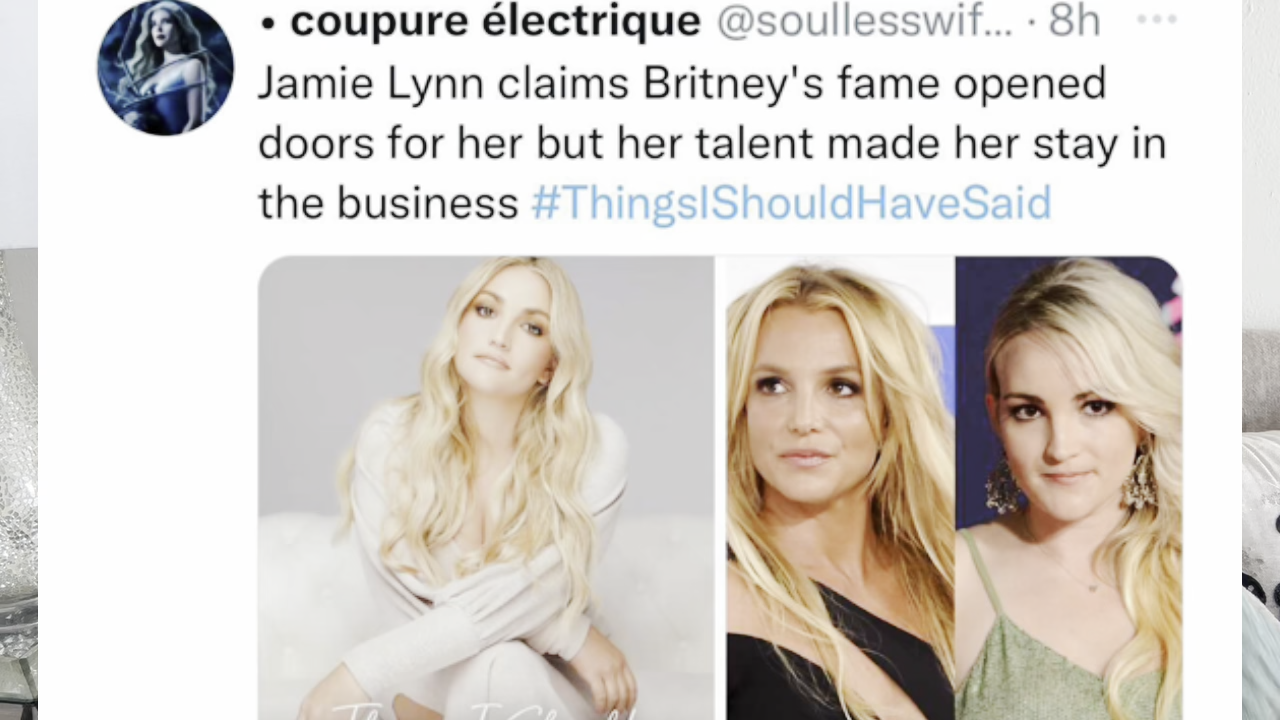 • coupure électrique @soullesswif... · 8h
Jamie Lynn claims Britney's fame opened
doors for her but her talent made her stay in
the business #ThingsIShouldHaveSaid